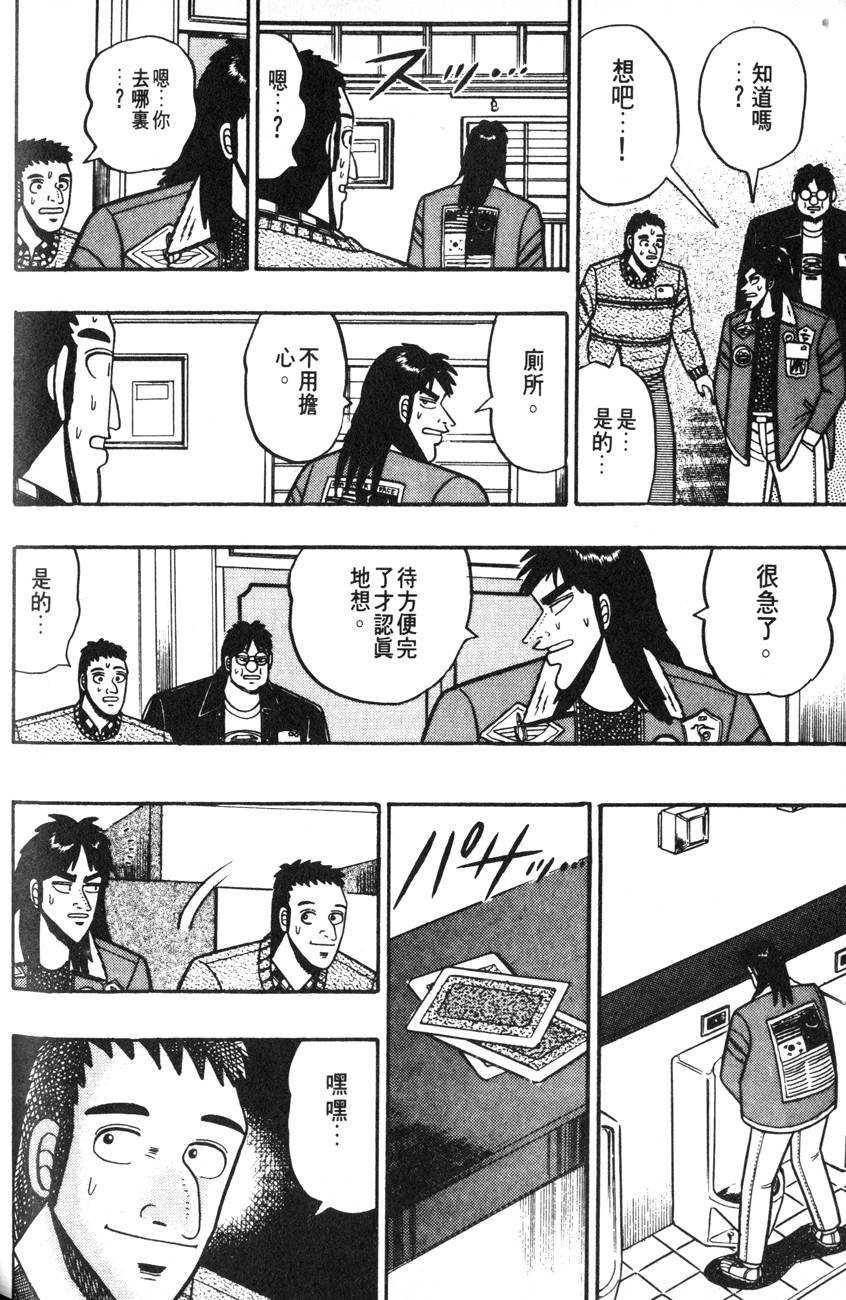 知道嗎
…？
想吧…！
是…
是的…
ス
ツ…
嗯…？
嗯…你
去哪裏
…？
廁所。
不用擔
心。
很急了。
待方便完
了才認真
地想。
是的…
パサッ…
嘿嘿…